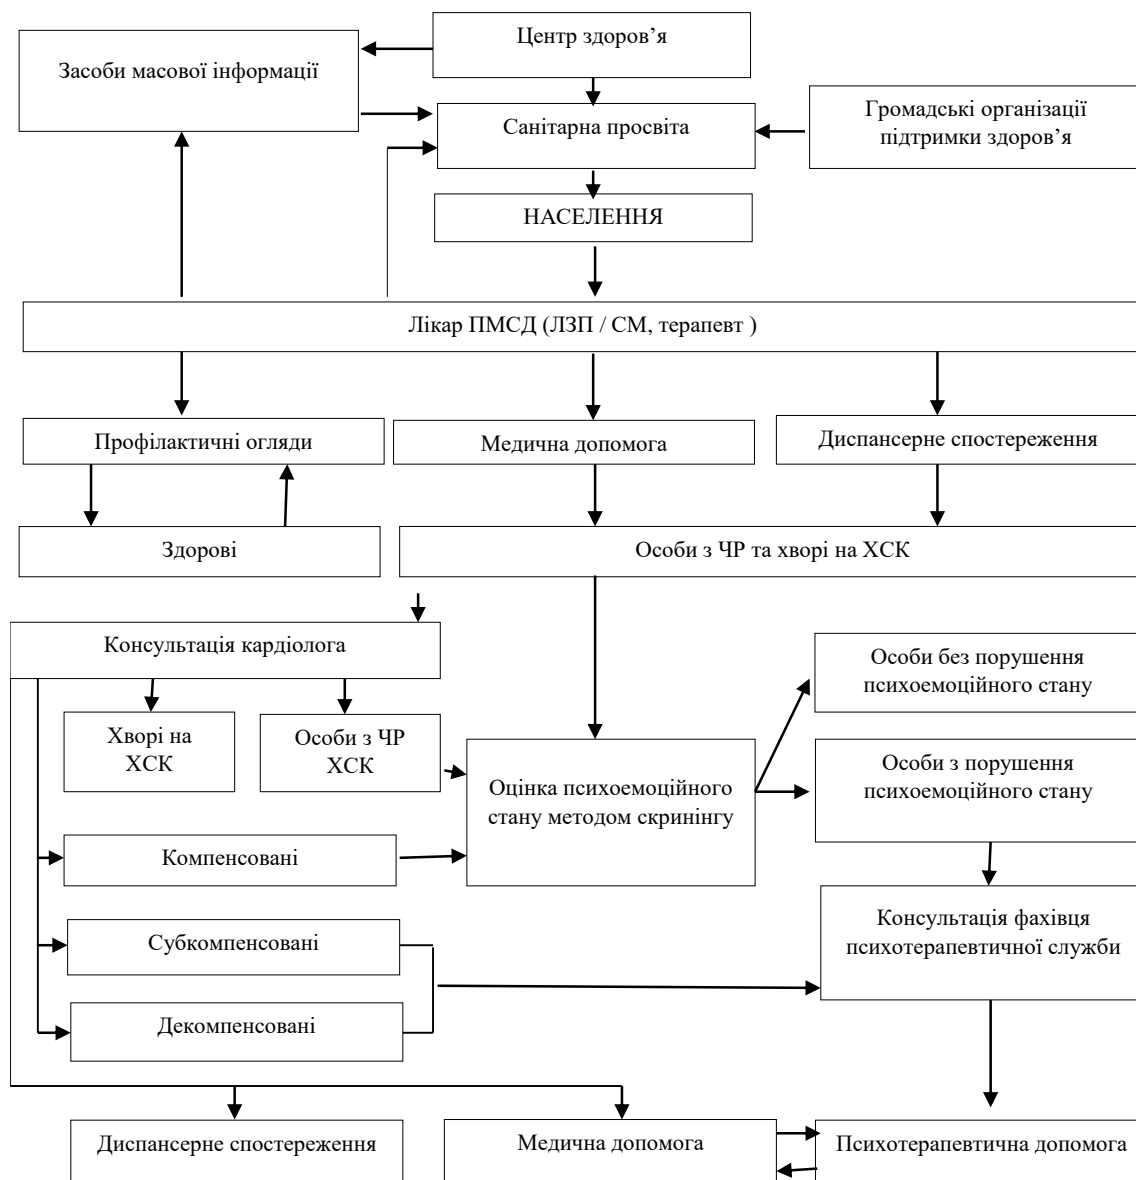 Центр здоров’я
Засоби масової інформації
Громадські організації
підтримки здоров’я
Санітарна просвіта
НАСЕЛЕННЯ
Лікар ПМСД (ЛЗП / СМ, терапевт )
Профілактичні огляди
Медична допомога
Диспансерне спостереження
Здорові
Особи з ЧР та хворі на ХСК
Консультація кардіолога
Особи без порушення
психоемоційного стану
Хворі на
ХСК
Особи з ЧР
ХСК
Оцінка психоемоційного
стану методом скринінгу
Особи з порушення
психоемоційного стану
Компенсовані
Субкомпенсовані
Консультація фахівця
психотерапевтичної служби
Декомпенсовані
Диспансерне спостереження
Медична допомога
Психотерапевтична допомога